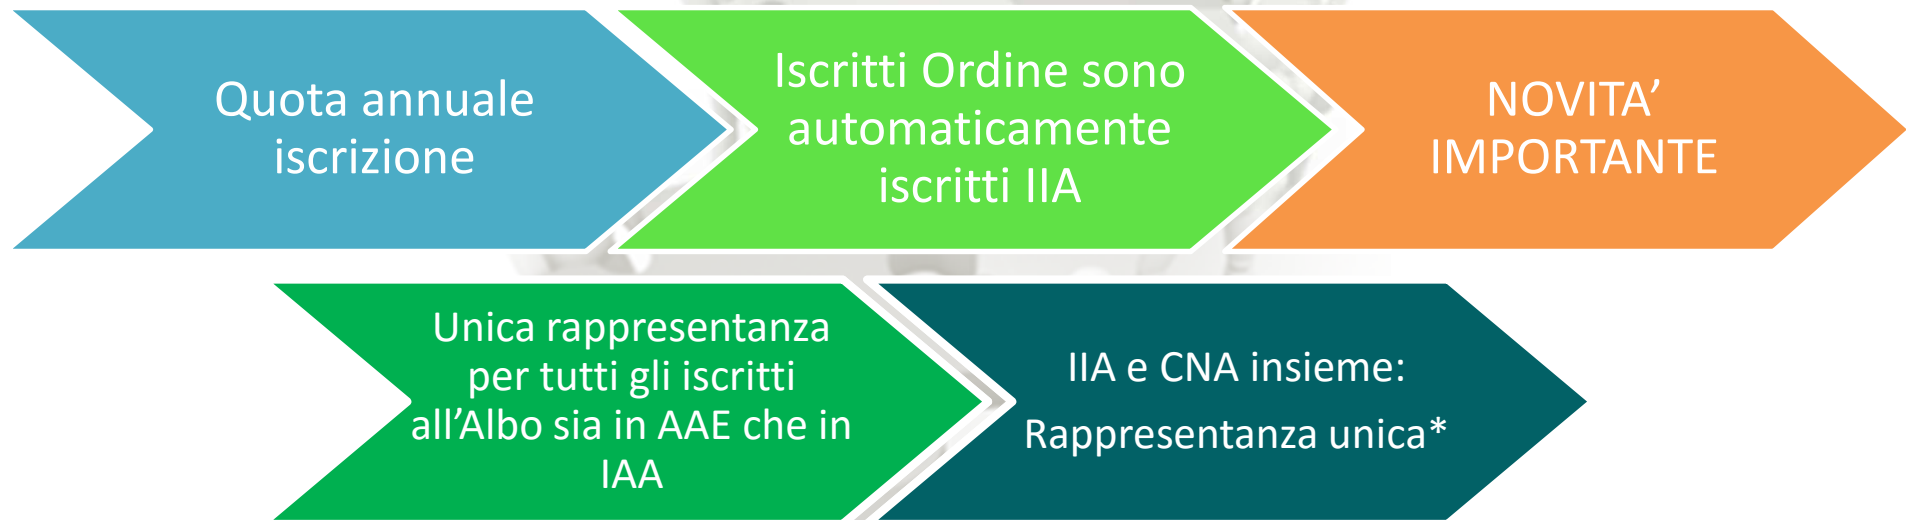 Quota annuale
iscrizione
Iscritti Ordine sono
automaticamente
iscritti IIA
NOVITA’
IMPORTANTE
Unica rappresentanza
per tutti gli iscritti
all’Albo sia in AAE che in
IAA
IIA e CNA insieme:
Rappresentanza unica*